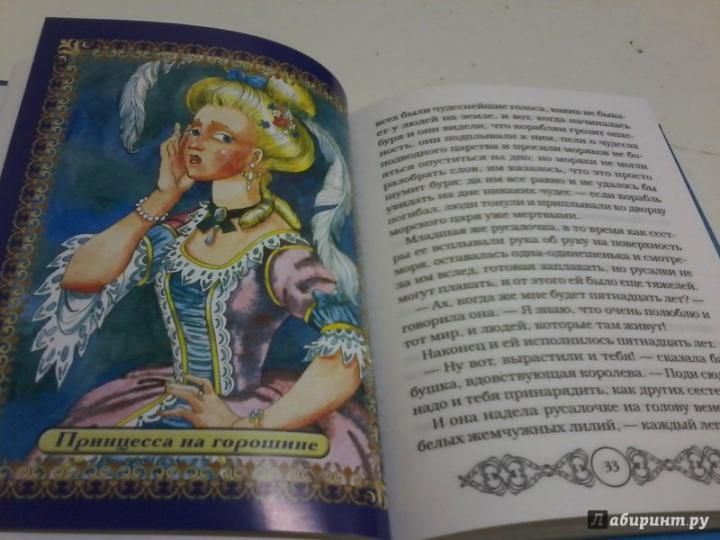 Принцесса на горошине
всех были чудеснейшие голоса, каких не быва-
ет у людей на земле, и вот, когда начиналась
буря и они видели, что кораблям грозит опас-
ность, они подплывали к ним, пели о чудесах
подводного царства и просили моряков не бо-
яться опуститься на дно; но моряки не могли
разобрать слов, им казалось, что это просто
шумит буря; да им все равно и не удалось бы
увидать на дне никаких чудес — если корабль
погибал, люди тонули и приплывали ко дворцу
морского царя уже мертвыми.
Младшая же русалочка, в то время как сест-
ры ее всплывали рука об руку на поверхность
моря, оставалась одна-одинешенька и смотре-
ла им вслед, готовая заплакать, но русалки не
могут плакать, и от этого ей было еще тяжелей.
— Ах, когда же мне будет пятнадцать лет? —
говорила она. — Я знаю, что очень полюблю и
тот мир, и людей, которые там живут!
Наконец и ей исполнилось пятнадцать лет.
— Ну вот, вырастили и тебя! — сказала ба
бушка, вдовствующая королева. — Поди сюд
надо и тебя принарядить, как других сестер
И она надела русалочке на голову вено
белых жемчужных лилий, — каждый леп
33
Лабиринт.ру